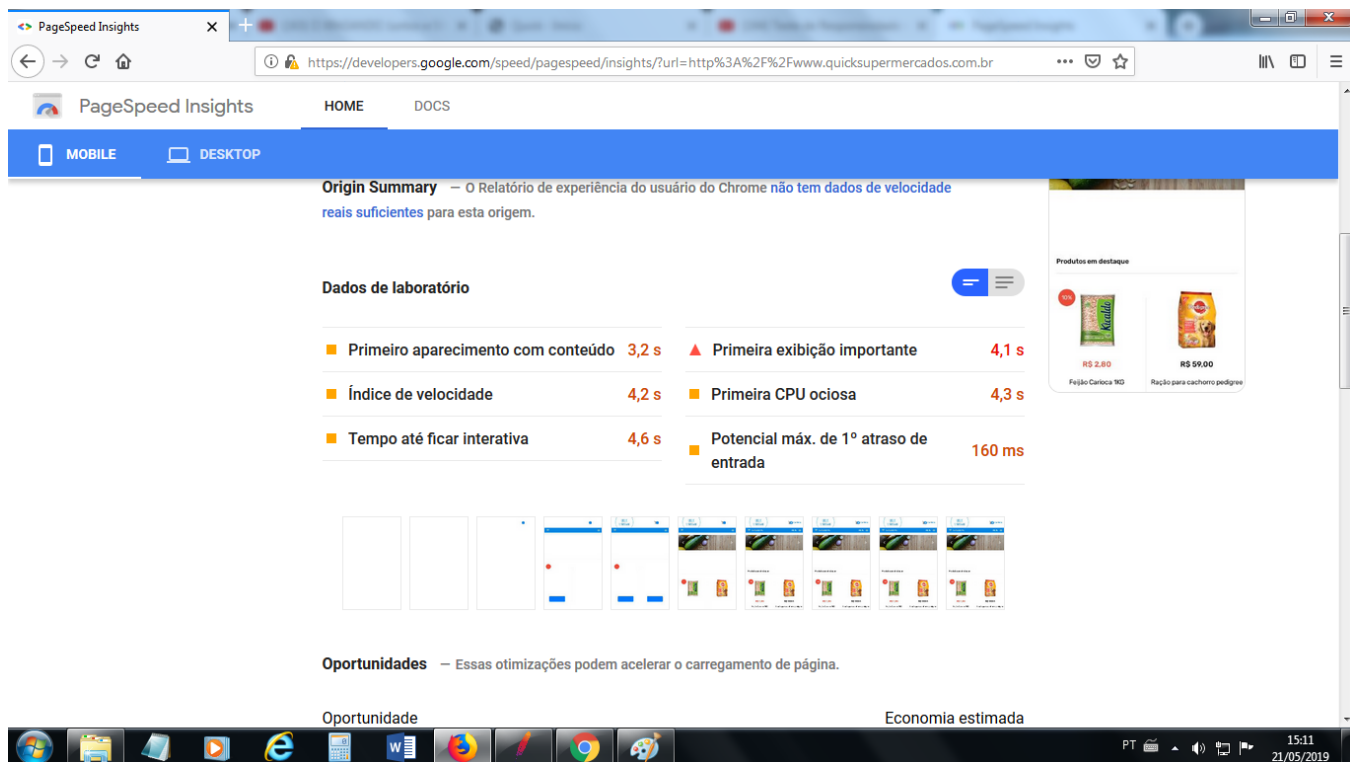 PageSpeed Insights
https://developers.google.com/speed/pagespeed/insights/?url=http%3A%2F%2Fwww.quicksupermercados.com.br
PageSpeed Insights HOME DOCS
MOBILE DESKTOP
Origin Summary — O Relatório de experiência do usuário do Chrome não tem dados de velocidade
reais suficientes para esta origem.
Produtos em destaque
Dados de laboratório
10%
Kicaldo
Primeiro aparecimento com conteúdo 3,2 s
Primeira exibição importante 4,1 s
R$ 2,80 R$ 59,00
Feijão Carioca 1KG Ração para cachorro pedigree
Índice de velocidade 4,2 s
Primeira CPU ociosa 4,3 s
Tempo até ficar interativa 4,6 s
Potencial máx. de 1º atraso de
entrada 160 ms
Oportunidades — Essas otimizações podem acelerar o carregamento de página.
Oportunidade Economia estimada
PT 15:11
21/05/2019